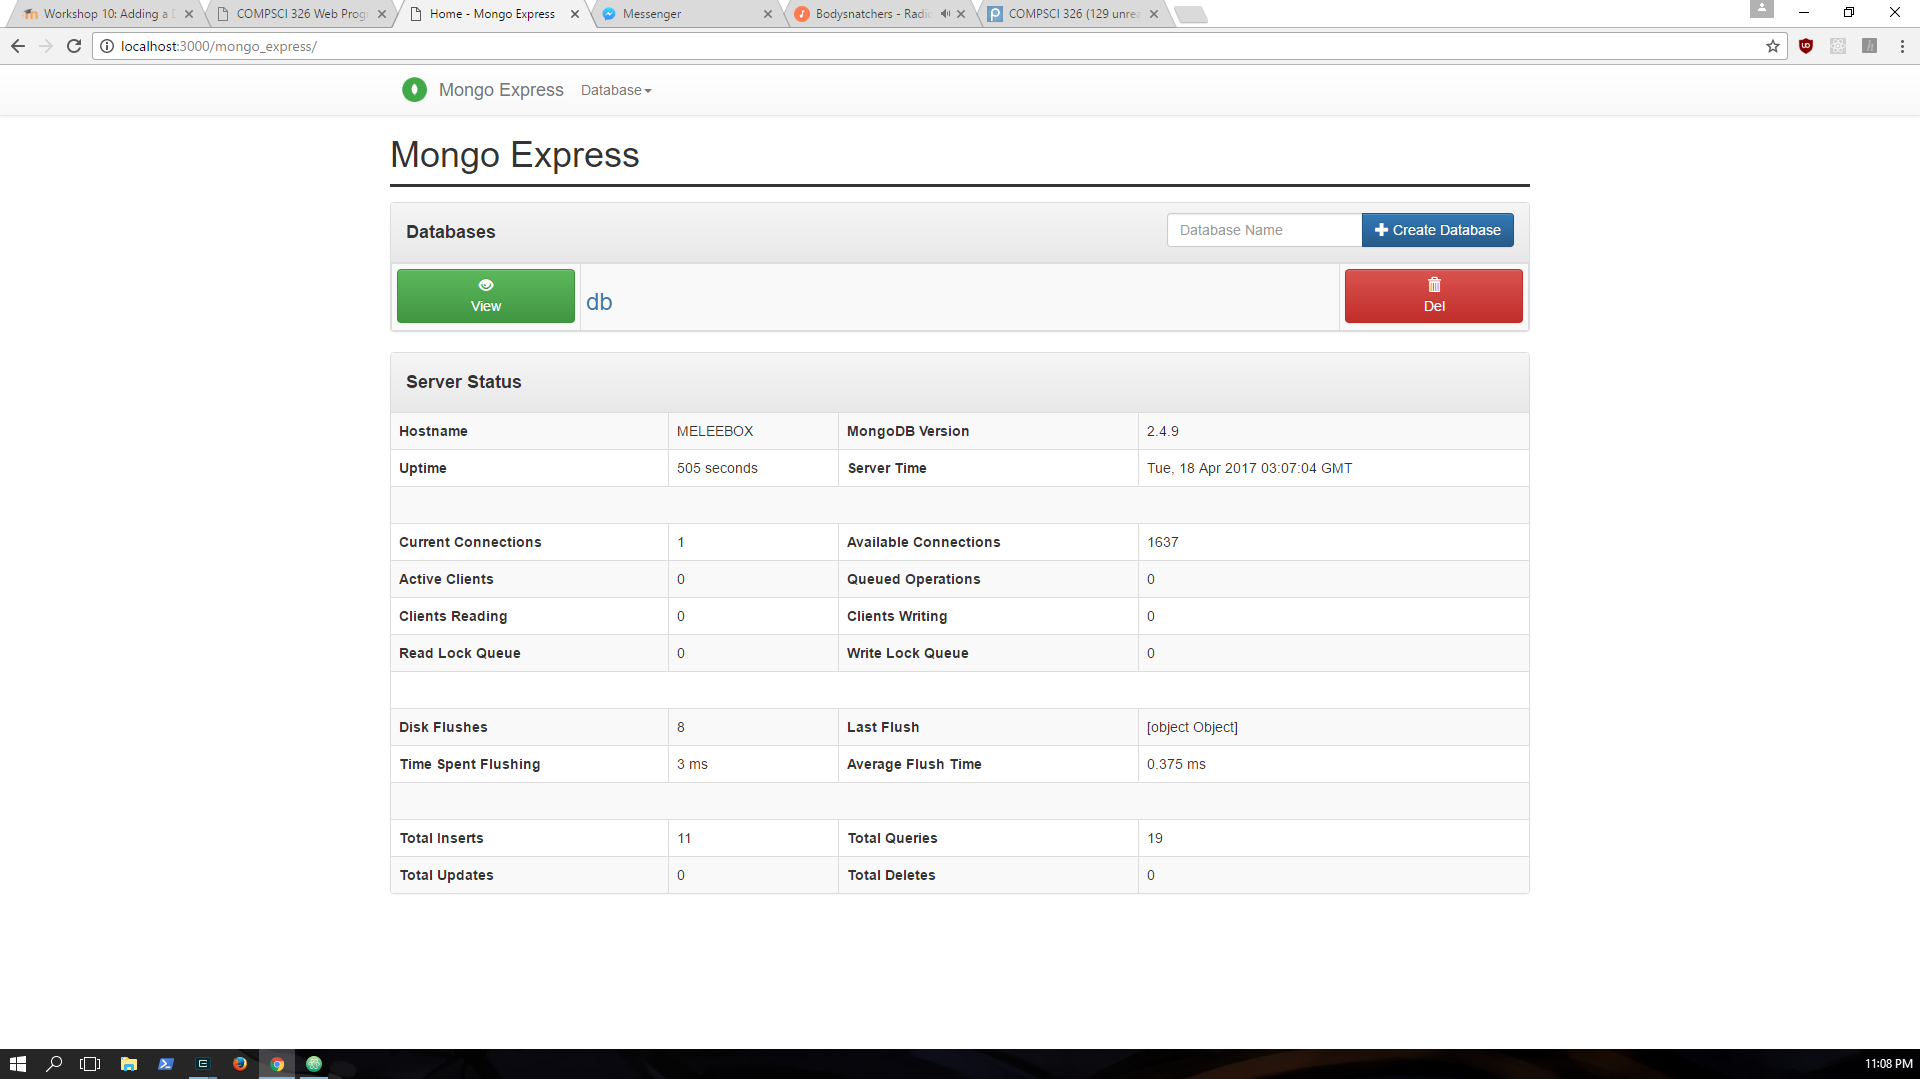 Workshop 10: Adding a D
COMPSCI 326 Web Progr
Home - Mongo Express
Messenger
Bodysnatchers - Radio
COMPSCI 326 (129 unrea
localhost:3000/mongo_express/
Mongo Express Database
Mongo Express
Databases
Database Name
Create Database
View
db
Del
Server Status
Hostname MELEEBOX MongoDB Version 2.4.9
Uptime 505 seconds Server Time Tue, 18 Apr 2017 03:07:04 GMT
Current Connections 1 Available Connections 1637
Active Clients 0 Queued Operations 0
Clients Reading 0 Clients Writing 0
Read Lock Queue 0 Write Lock Queue 0
Disk Flushes 8 Last Flush [object Object]
Time Spent Flushing 3 ms Average Flush Time 0.375 ms
Total Inserts 11 Total Queries 19
Total Updates 0 Total Deletes 0
11:08 PM